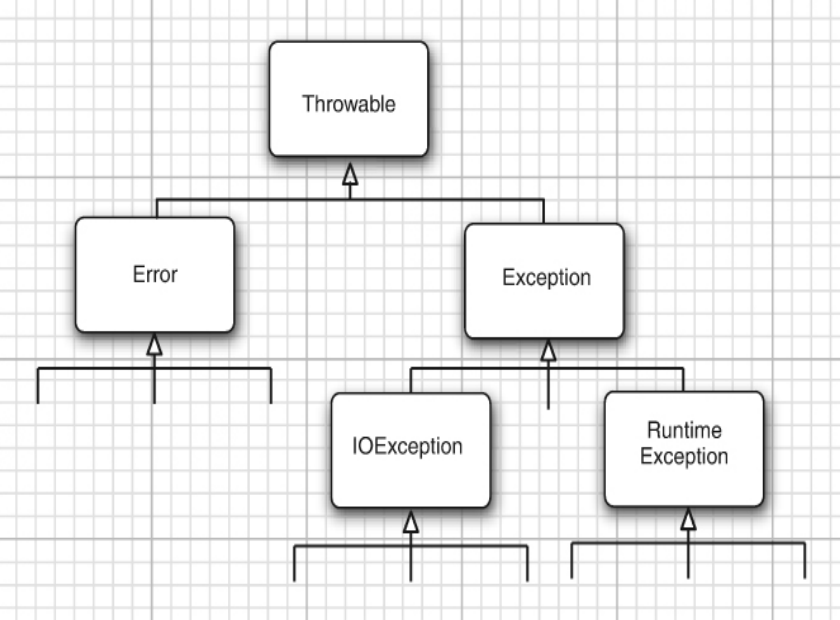 Throwable
Error
Exception
IOException
Runtime
Exception